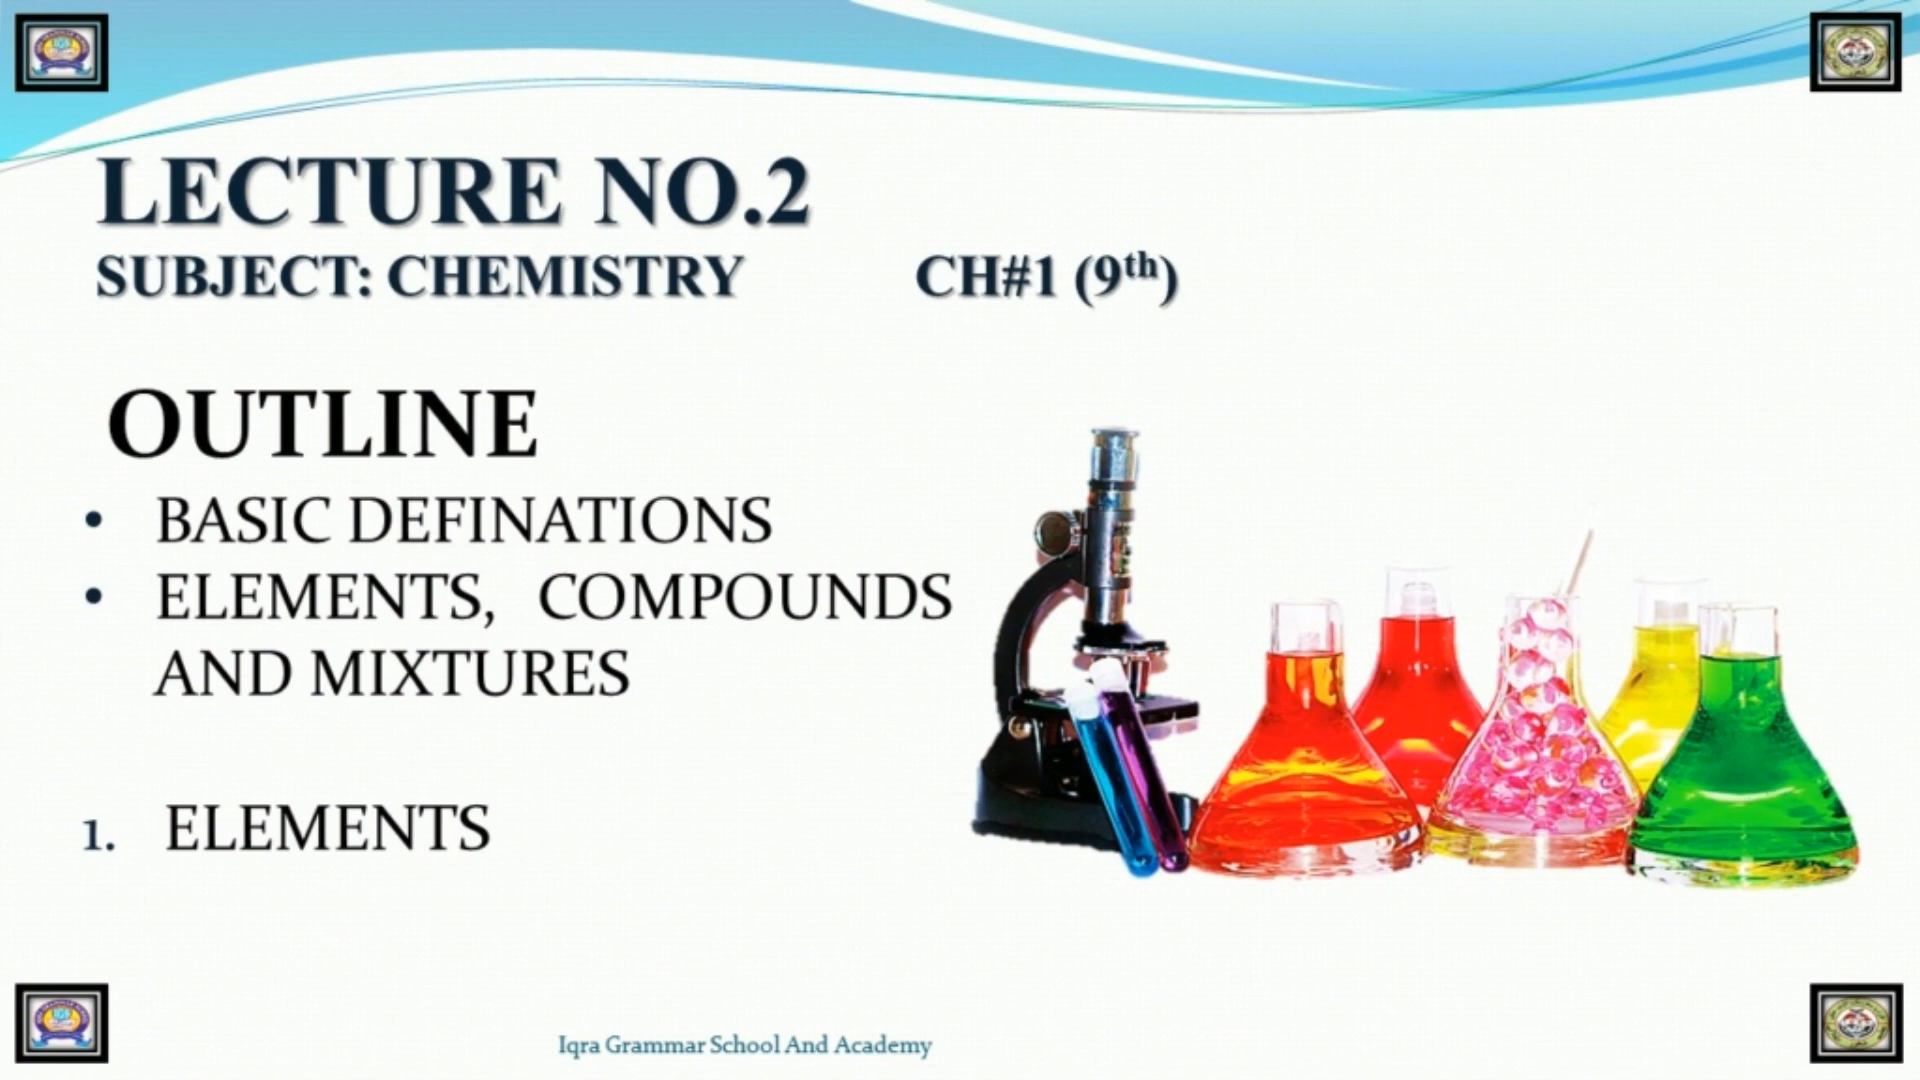 LECTURE NO.2
SUBJECT: CHEMISTRY CH#1 (9th)
OUTLINE
• BASIC DEFINATIONS
• ELEMENTS, COMPOUNDS
AND MIXTURES
1. ELEMENTS
Iqra Grammar School And Academy